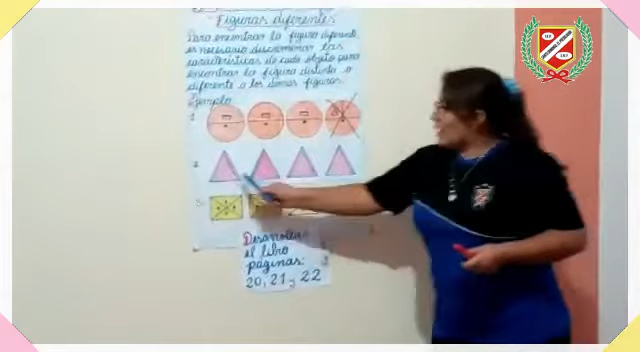 Figuras diferentes
Para encontrar la figura diferente
es necesario discriminar las
características de cada objeto para
encontrar la figura distinta o
diferente a las demás figuras.
Ejemplo
1.
2.
3.
Desarrollar
el libro
páginas:
20, 21 y 22